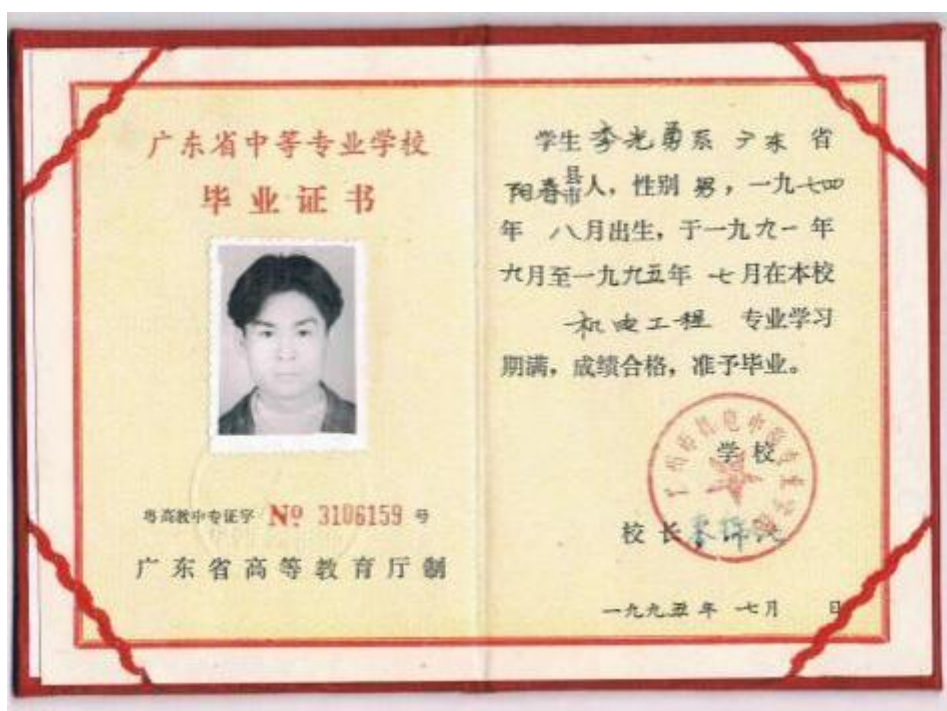 广东省中等专业学校
毕业证书
粤高教中专证字 № 3106159 号
广东省高等教育厅制
学生 李光勇系 广东 省
阳春县市人，性别 男，一九七四
年 八月出生，于一九九一年
九月至一九九五年 七月在本校
机电工程 专业学习
期满，成绩合格，准予毕业。
学校
校长
一九九五年 七月 日